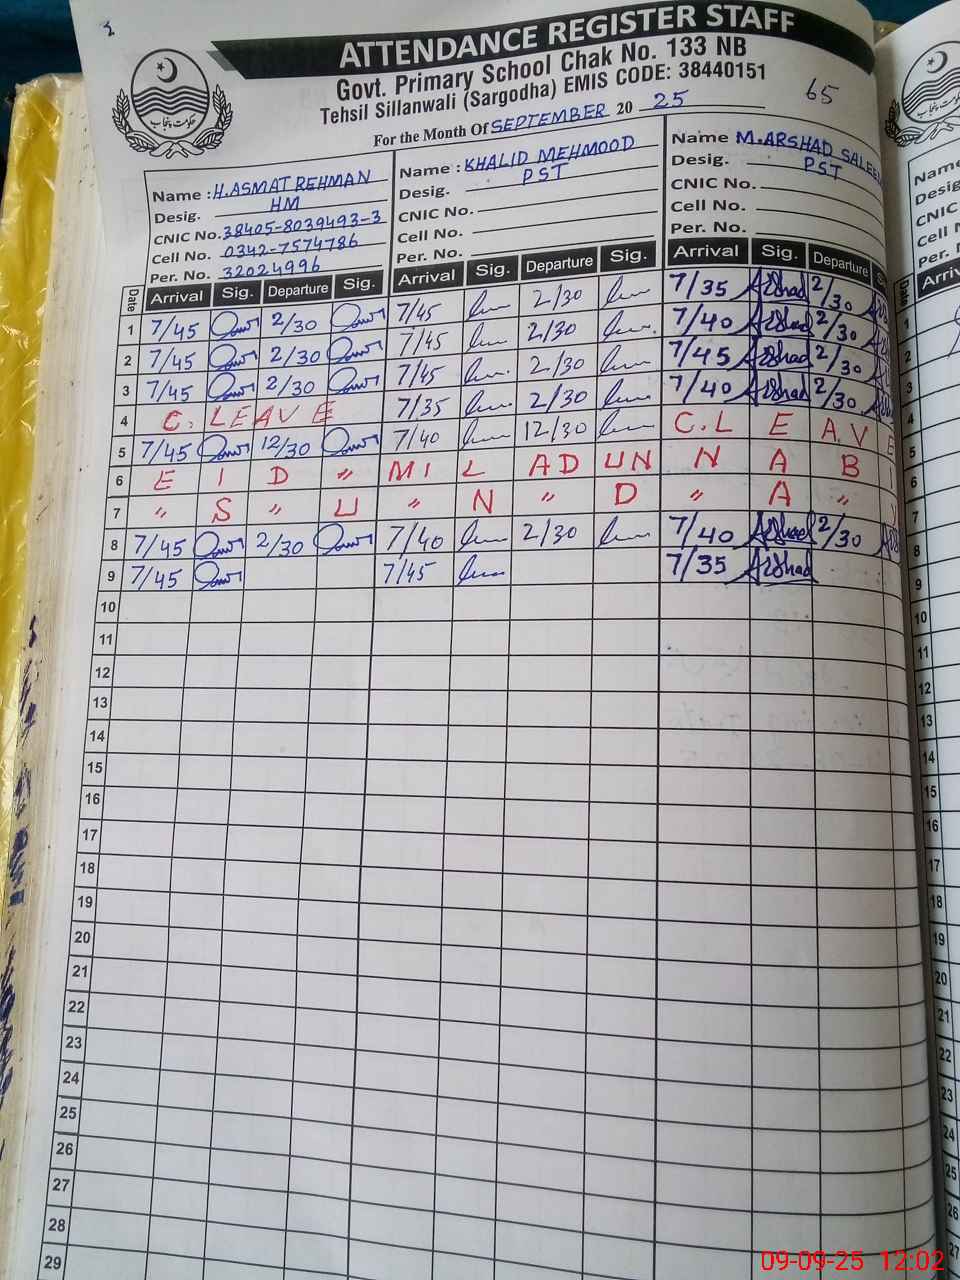 ATTENDANCE REGISTER STAFF
Govt. Primary School Chak No. 133 NB
Tehsil Sillanwali (Sargodha) EMIS CODE: 38440151
65
For the Month Of SEPTEMBER 20 25
حکومت پنجاب
Name : H.ASMAT REHMAN
Desig. HM
CNIC No. 38405-8039493-3
Cell No. 0342-7574786
Per. No. 32024996
Name : KHALID MEHMOOD
Desig. PST
CNIC No.
Cell No.
Per. No.
Name M.ARSHAD SALEEM
Desig. PST
CNIC No.
Cell No.
Per. No.
Date Arrival Sig. Departure Sig. Arrival Sig. Departure Sig. Arrival Sig. Departure
1 7/45 2/30 7/45 2/30 7/35 Arshad 2/30
2 7/45 2/30 7/45 2/30 7/40 Arshad 2/30
3 7/45 2/30 7/45 2/30 7/45 Arshad 2/30
4 C. LEAVE 7/35 2/30 7/40 Arshad 2/30
5 7/45 12/30 7/40 12/30 C.L E A.V E
6 E I D " MI L L AD UN N A B I
7 " S " U " N " D " A " Y
8 7/45 2/30 7/40 2/30 7/40 Arshad 2/30
9 7/45 7/45 7/35 Arshad
10
11
12
13
14
15
16
17
18
19
20
21
22
23
24
25
26
27
28
29
09-09-25 12:02